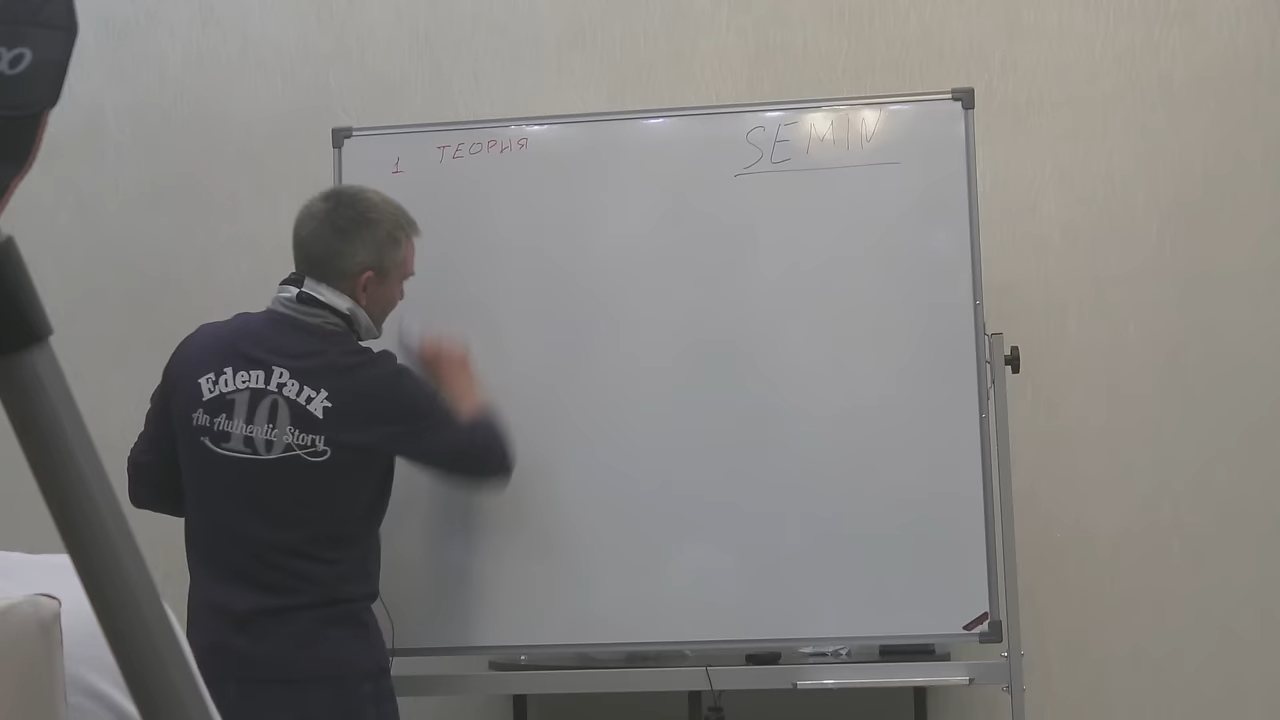 1 ТЕОРИЯ
SEMIN
Eden Park
10
An Authentic Story